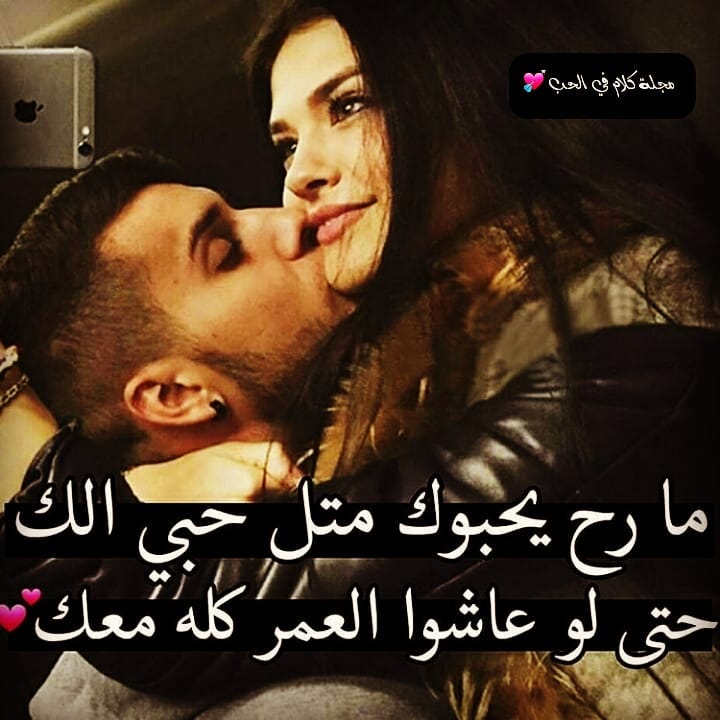 مجلة كلام في الحب 💘
ما رح يحبوك متل حبي الك
حتى لو عاشوا العمر كله معك 💕